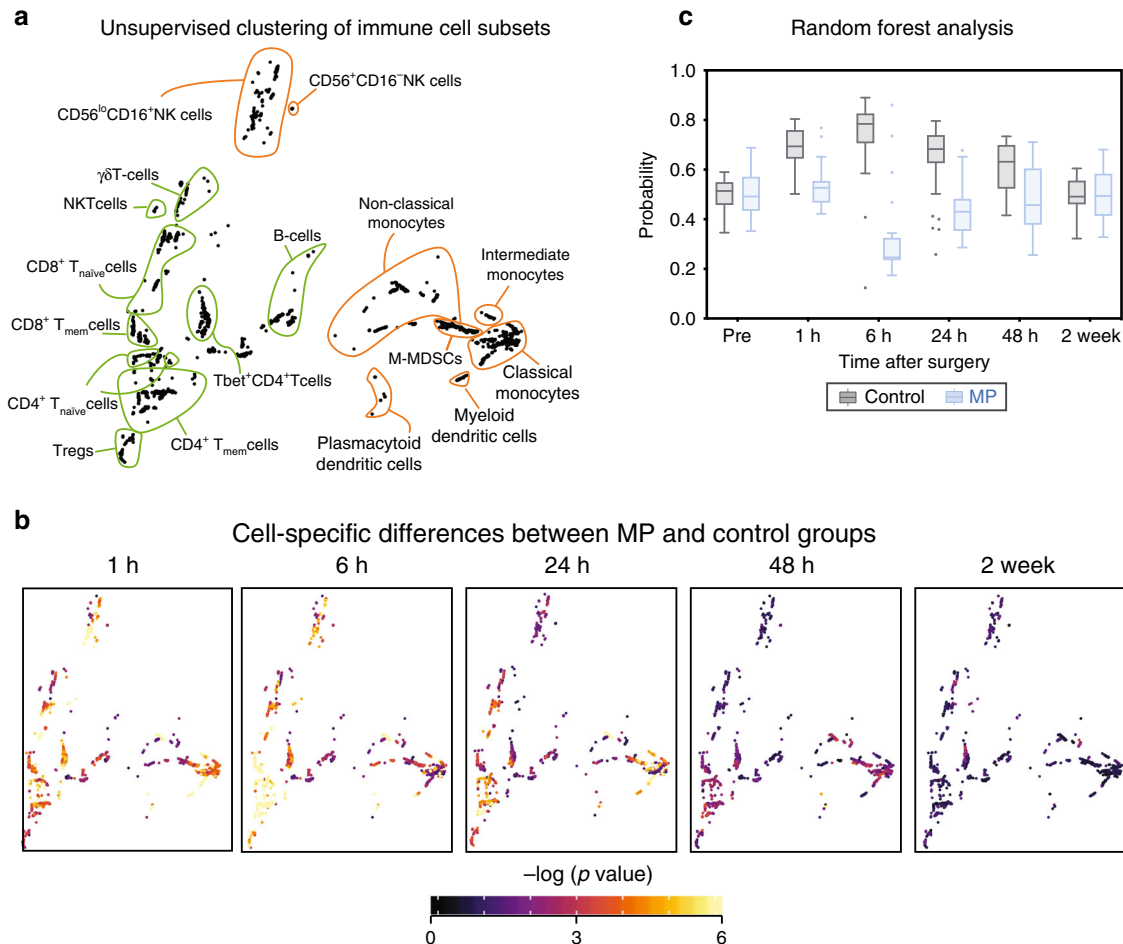 a
Unsupervised clustering of immune cell subsets
CD56⁺CD16⁻NK cells
CD56ˡᵒCD16⁺NK cells
γδT-cells
NKTcells
Non-classical
monocytes
B-cells
Intermediate
monocytes
CD8⁺ Tnaïvecells
CD8⁺ Tmemcells
M-MDSCs
Classical
monocytes
Tbet⁺CD4⁺Tcells
CD4⁺ Tnaïvecells
Myeloid
dendritic cells
Plasmacytoid
dendritic cells
Tregs
CD4⁺ Tmemcells
c
Random forest analysis
1.0
0.8
0.6
0.4
0.2
0.0
Probability
Pre 1 h 6 h 24 h 48 h 2 week
Time after surgery
Control MP
b
Cell-specific differences between MP and control groups
1 h 6 h 24 h 48 h 2 week
–log (p value)
0 3 6